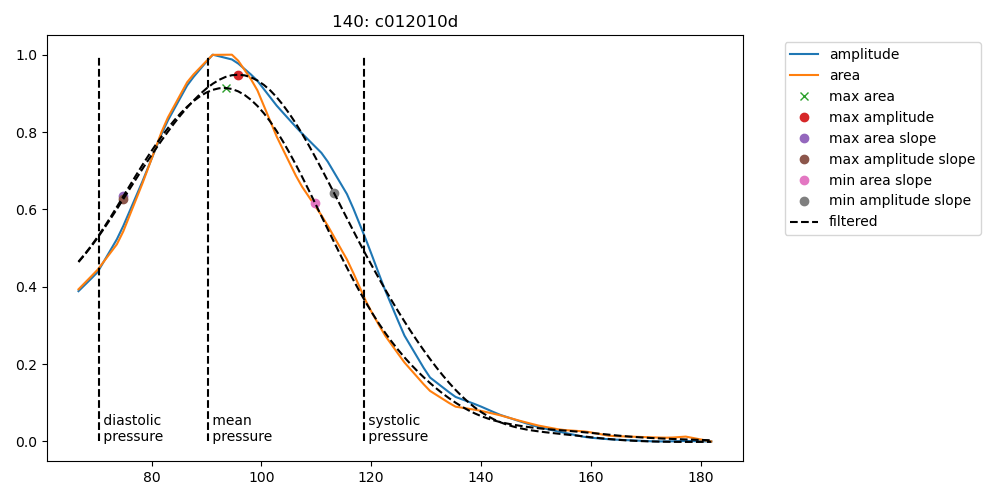 140: c012010d
1.0
0.8
0.6
0.4
0.2
0.0
diastolic
pressure
mean
pressure
systolic
pressure
80
100
120
140
160
180
amplitude
area
max area
max amplitude
max area slope
max amplitude slope
min area slope
min amplitude slope
filtered